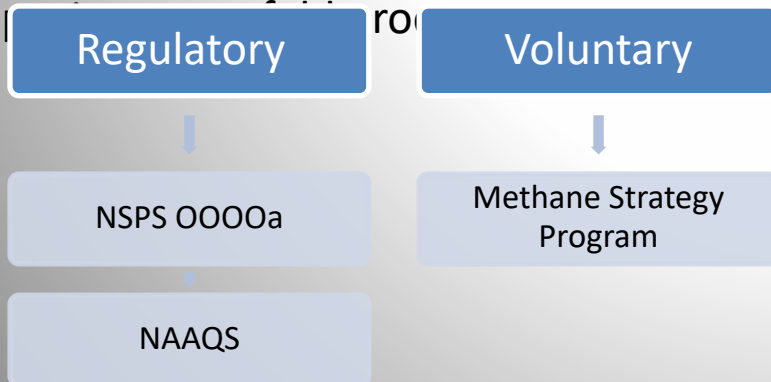 Regulatory
Voluntary
NSPS OOOOa
Methane Strategy
Program
NAAQS